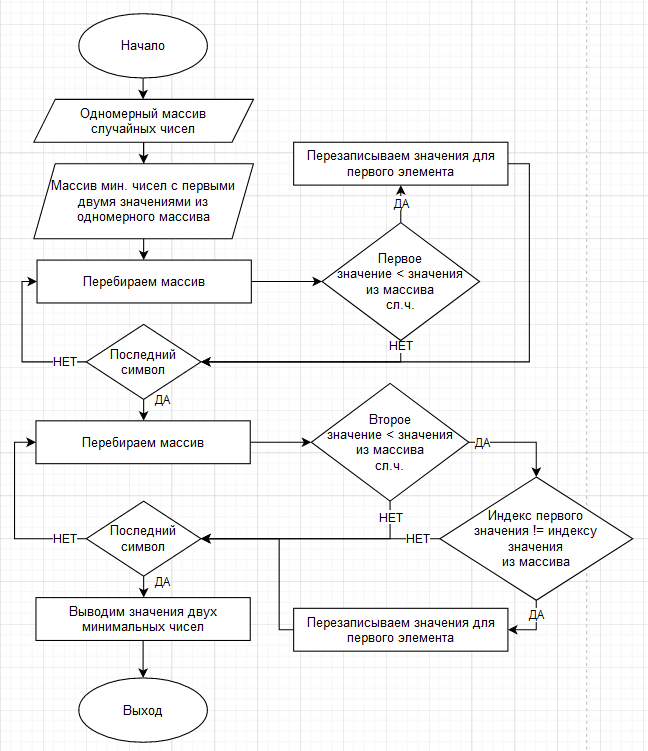 Начало
Одномерный массив
случайных чисел
Массив мин. чисел с первыми
двумя значениями из
одномерного массива
Перезаписываем значения для
первого элемента
ДА
Перебираем массив
Первое
значение < значения
из массива
сл.ч.
НЕТ
Последний
символ
НЕТ
ДА
Перебираем массив
Второе
значение < значения
из массива
сл.ч.
ДА
НЕТ
Последний
символ
НЕТ
Индекс первого
значения != индексу
значения
из массива
НЕТ
ДА
ДА
Перезаписываем значения для
первого элемента
Выводим значения двух
минимальных чисел
Выход